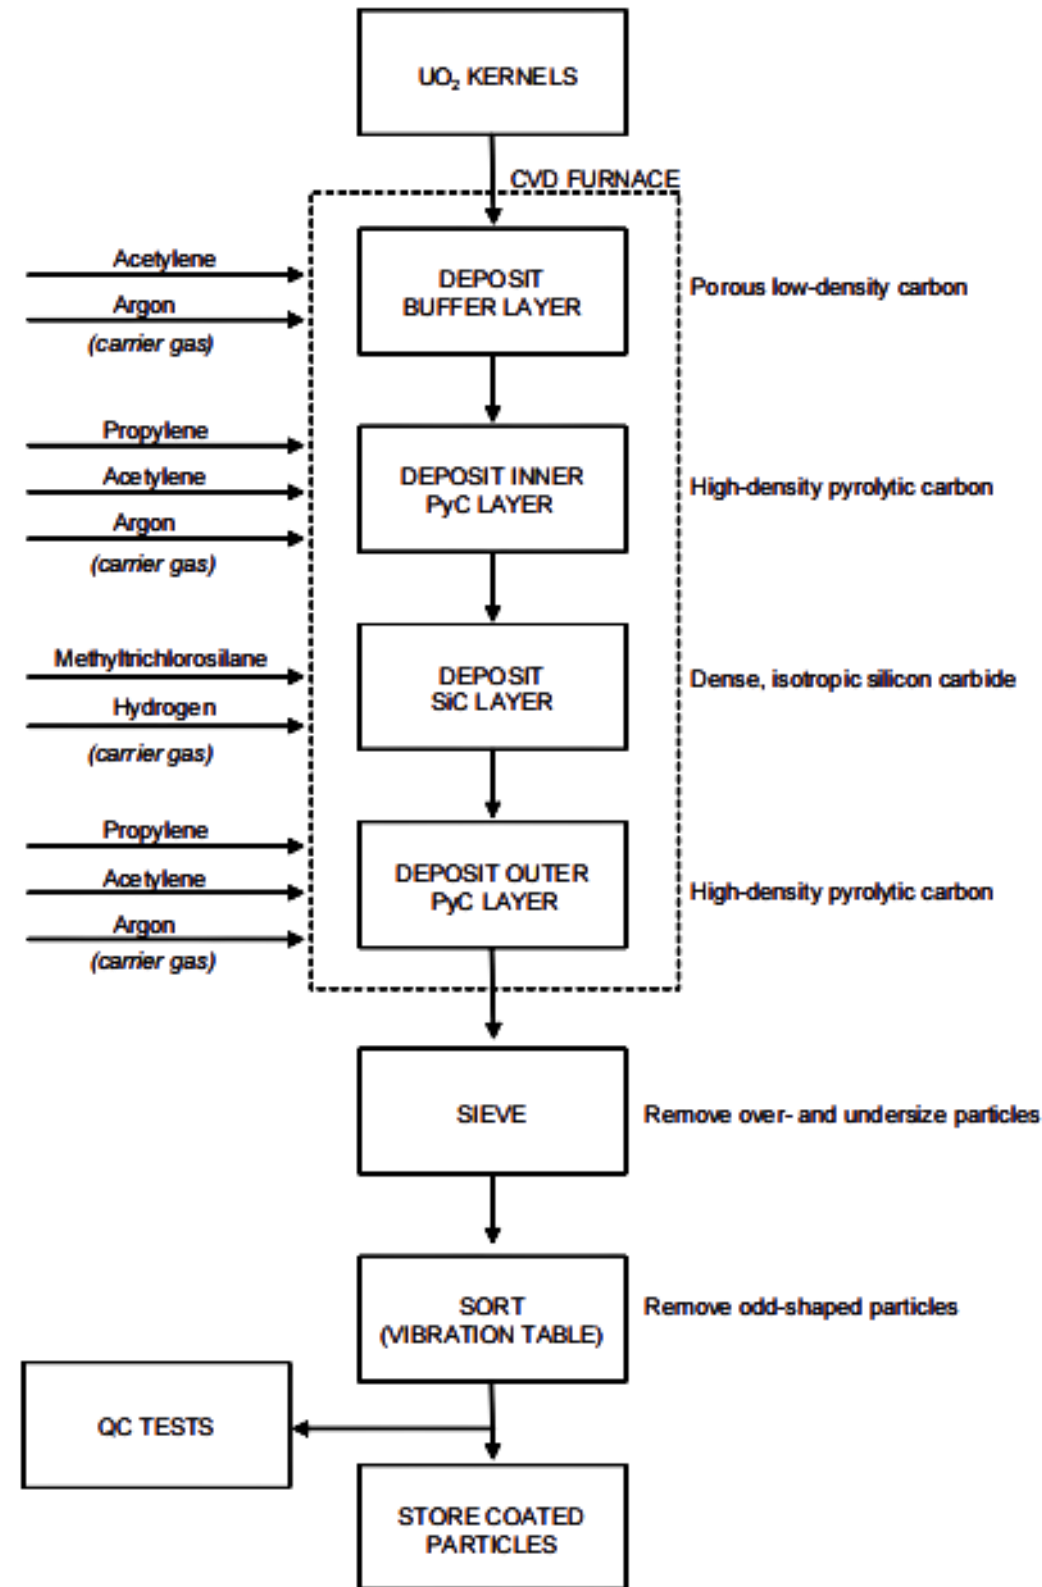 UO₂ KERNELS
CVD FURNACE
Acetylene
Argon
(carrier gas)
DEPOSIT
BUFFER LAYER
Porous low-density carbon
Propylene
Acetylene
Argon
(carrier gas)
DEPOSIT INNER
PyC LAYER
High-density pyrolytic carbon
Methyltrichlorosilane
Hydrogen
(carrier gas)
DEPOSIT
SiC LAYER
Dense, isotropic silicon carbide
Propylene
Acetylene
Argon
(carrier gas)
DEPOSIT OUTER
PyC LAYER
High-density pyrolytic carbon
SIEVE
Remove over- and undersize particles
SORT
(VIBRATION TABLE)
Remove odd-shaped particles
QC TESTS
STORE COATED
PARTICLES